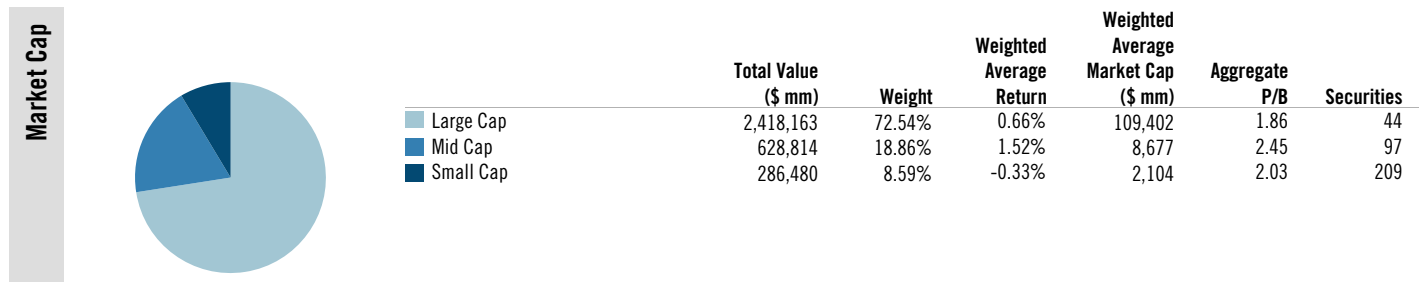 Market Cap
Weighted
Weighted Average
Total Value Average Market Cap Aggregate
($ mm) Weight Return ($ mm) P/B Securities
Large Cap 2,418,163 72.54% 0.66% 109,402 1.86 44
Mid Cap 628,814 18.86% 1.52% 8,677 2.45 97
Small Cap 286,480 8.59% -0.33% 2,104 2.03 209